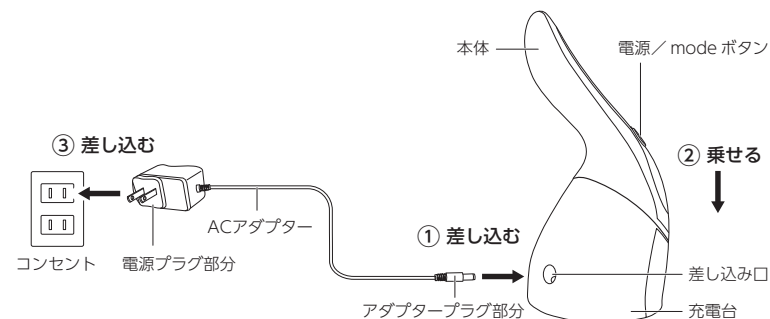 本体
電源／mode ボタン
③ 差し込む
② 乗せる
ACアダプター
① 差し込む
コンセント
電源プラグ部分
差し込み口
アダプタープラグ部分
充電台